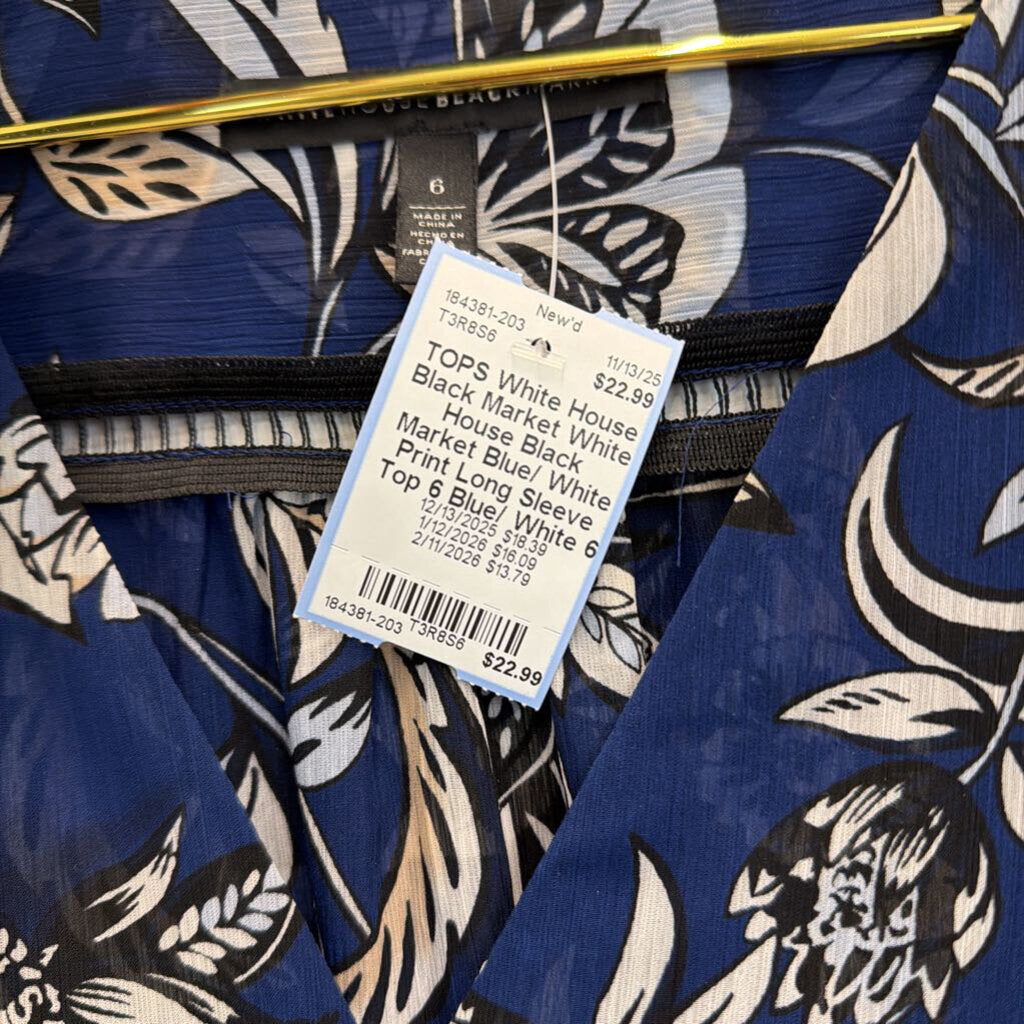 HOUSE BLACK
6
MADE IN
CHINA
HECHO EN
184381-203
T3R8S6
New'd
11/13/25
$22.99
TOPS White House
Black Market White
House Black
Market Blue/ White
Print Long Sleeve
Top 6 Blue/ White 6
12/13/2025 $18.39
1/12/2026 $16.09
2/11/2026 $13.79
184381-203 T3R8S6
$22.99